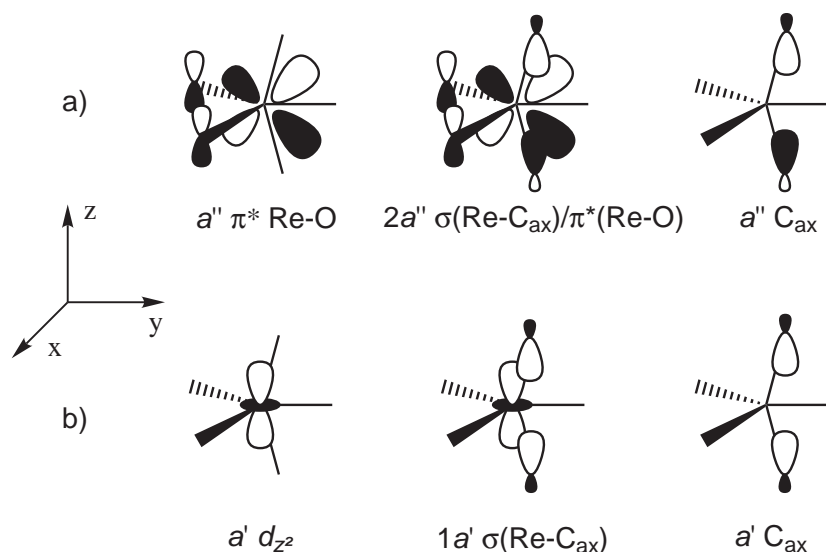 a)
a" π* Re-O
2a" σ(Re-Cax)/π*(Re-O)
a" Cax
z
y
x
b)
a' dz²
1a' σ(Re-Cax)
a' Cax